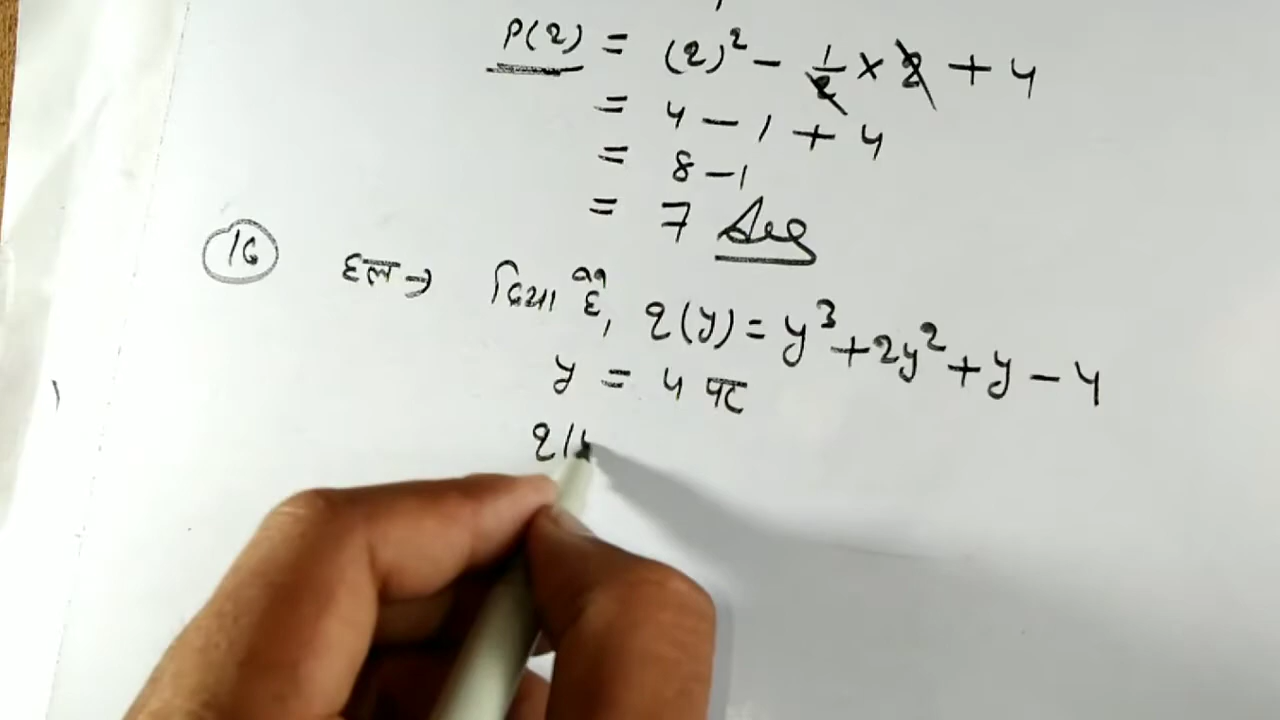 P(2) = (2)² - 1/2 × 2 + 4
= 4 - 1 + 4
= 8 - 1
= 7 Ans
(16) हल→ दिया है, q(y) = y³ + 2y² + y - 4
y = 4 पर
q(